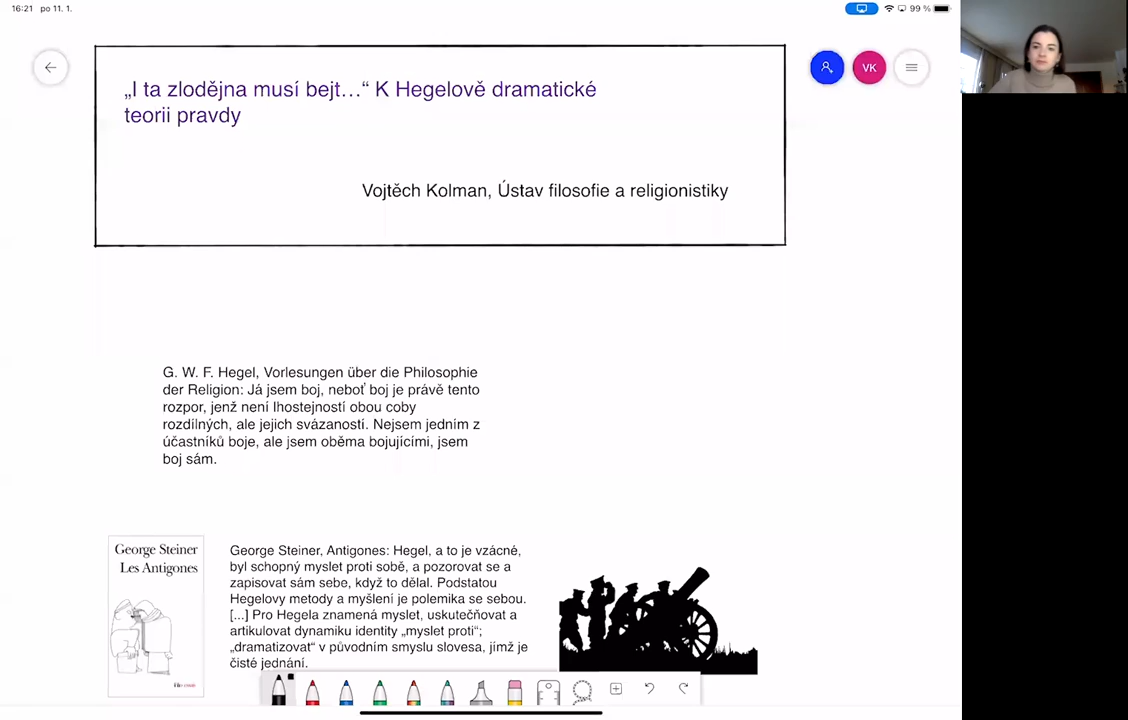 16:21 po 11. 1.
99 %
„I ta zlodějna musí bejt…“ K Hegelově dramatické
teorii pravdy
VK
Vojtěch Kolman, Ústav filosofie a religionistiky
G. W. F. Hegel, Vorlesungen über die Philosophie
der Religion: Já jsem boj, neboť boj je právě tento
rozpor, jenž není lhostejností obou coby
rozdílných, ale jejich svázaností. Nejsem jedním z
účastníků boje, ale jsem oběma bojujícími, jsem
boj sám.
George Steiner
Les Antigones
George Steiner, Antigones: Hegel, a to je vzácné,
byl schopný myslet proti sobě, a pozorovat se a
zapisovat sám sebe, když to dělal. Podstatou
Hegelovy metody a myšlení je polemika se sebou.
[...] Pro Hegela znamená myslet, uskutečňovat a
artikulovat dynamiku identity „myslet proti“;
„dramatizovat“ v původním smyslu slovesa, jímž je
čisté jednání.